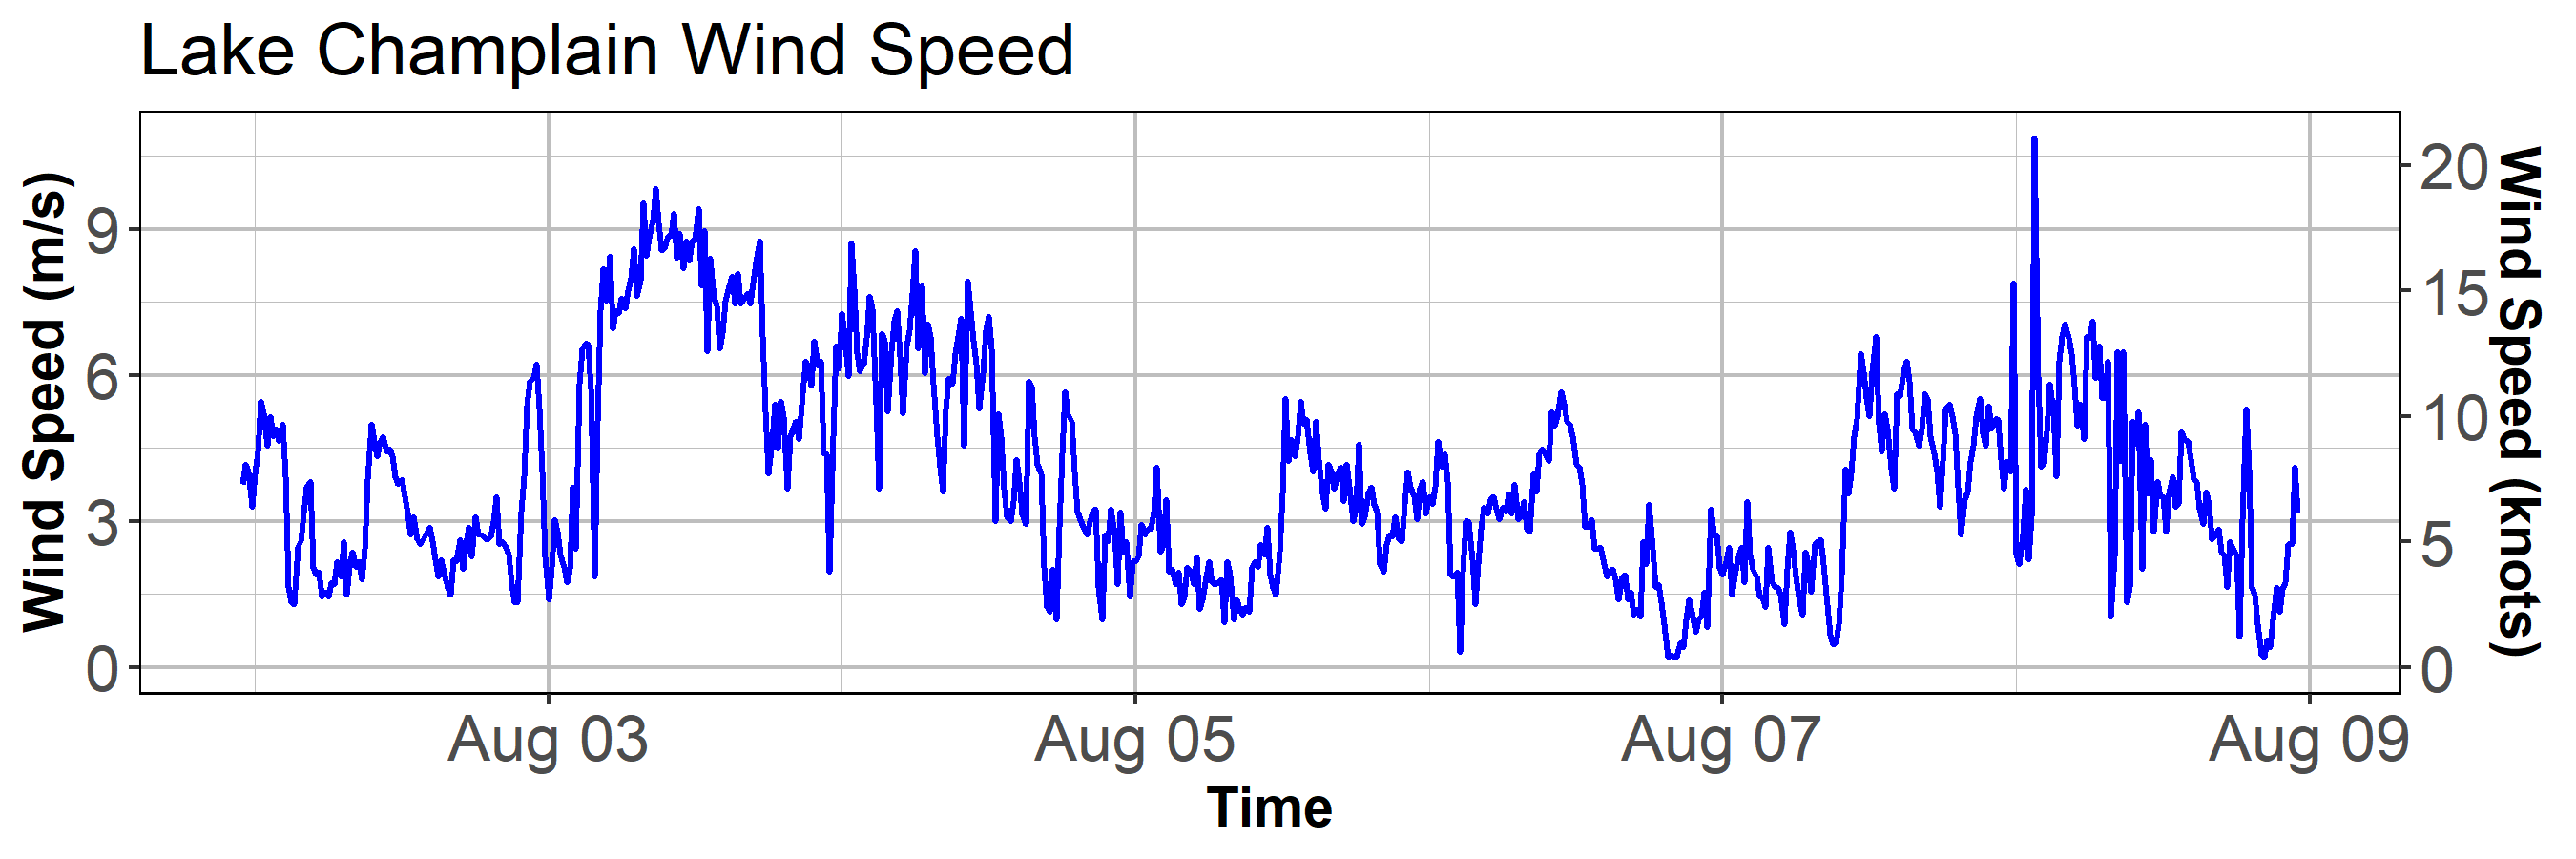 Lake Champlain Wind Speed
Wind Speed (m/s)
9
6
3
0
20
15
10
5
0
Wind Speed (knots)
Aug 03
Aug 05
Aug 07
Aug 09
Time